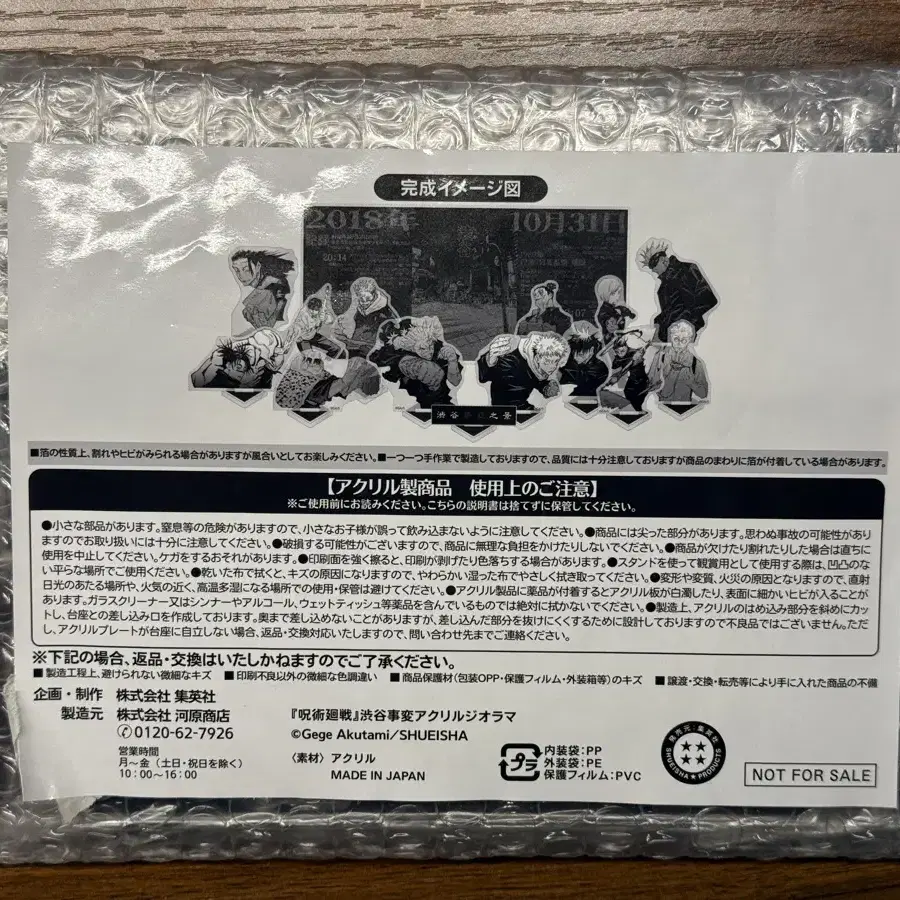 完成イメージ図
2018年 10月31日
20:14
渋谷事変之景
■箔の性質上、割れやヒビがみられる場合がありますが風合いとしてお楽しみください。■一つ一つ手作業で製造しておりますので、品質には十分注意しておりますが商品のまわりに箔が付着している場合があります。
【アクリル製商品 使用上のご注意】
※ご使用前にお読みください。こちらの説明書は捨てずに保管してください。
●小さな部品があります。窒息等の危険がありますので、小さなお子様が誤って飲み込まないように注意してください。●商品には尖った部分があります。思わぬ事故の可能性があり
ますのでお取り扱いには十分に注意してください。●破損する可能性がございますので、商品に無理な負担をかけたりしないでください。●商品が欠けたり割れたりした場合は直ちに
使用を中止してください。ケガをするおそれがあります。●印刷面を強く擦ると、印刷が剥げたり色落ちする場合があります。●スタンドを使って観賞用として使用する際は、凹凸のな
い平らな場所でご使用ください。●乾いた布で拭くと、キズの原因になりますので、やわらかい湿った布でやさしく拭き取ってください。●変形や変質、火災の原因となりますので、直射
日光のあたる場所や、火気の近く、高温多湿になる場所での使用・保管は避けてください。●アクリル製品に薬品が付着するとアクリル板が白濁したり、表面に細かいヒビが入ることが
あります。ガラスクリーナー又はシンナーやアルコール、ウェットティッシュ等薬品を含んでいるものでは絶対に拭かないでください。●製造上、アクリルのはめ込み部分を斜めにカッ
トし、台座との差し込み口を作成しております。奥まで差し込めないことがありますが、差し込んだ部分を抜けにくくするために設計しておりますので不良品ではございません。ただ
し、アクリルプレートが台座に自立しない場合、返品・交換対応いたしますので、問い合わせ先までご連絡ください。
※下記の場合、返品・交換はいたしかねますのでご了承ください。
■製造工程上、避けられない微細なキズ ■印刷不良以外の微細な色調違い ■商品保護材（包装OPP・保護フィルム・外装箱等）のキズ ■譲渡・交換・転売等により手に入れた商品の不備
企画・制作 株式会社 集英社
製造元 株式会社 河原商店
0120-62-7926
営業時間
月〜金（土日・祝日を除く）
10:00〜16:00
『呪術廻戦』渋谷事変アクリルジオラマ
©Gege Akutami/SHUEISHA
〈素材〉アクリル
MADE IN JAPAN
プラ
内装袋:PP
外装袋:PE
保護フィルム:PVC
発売元:集英社
SHUEISHA★PRODUCTS
NOT FOR SALE